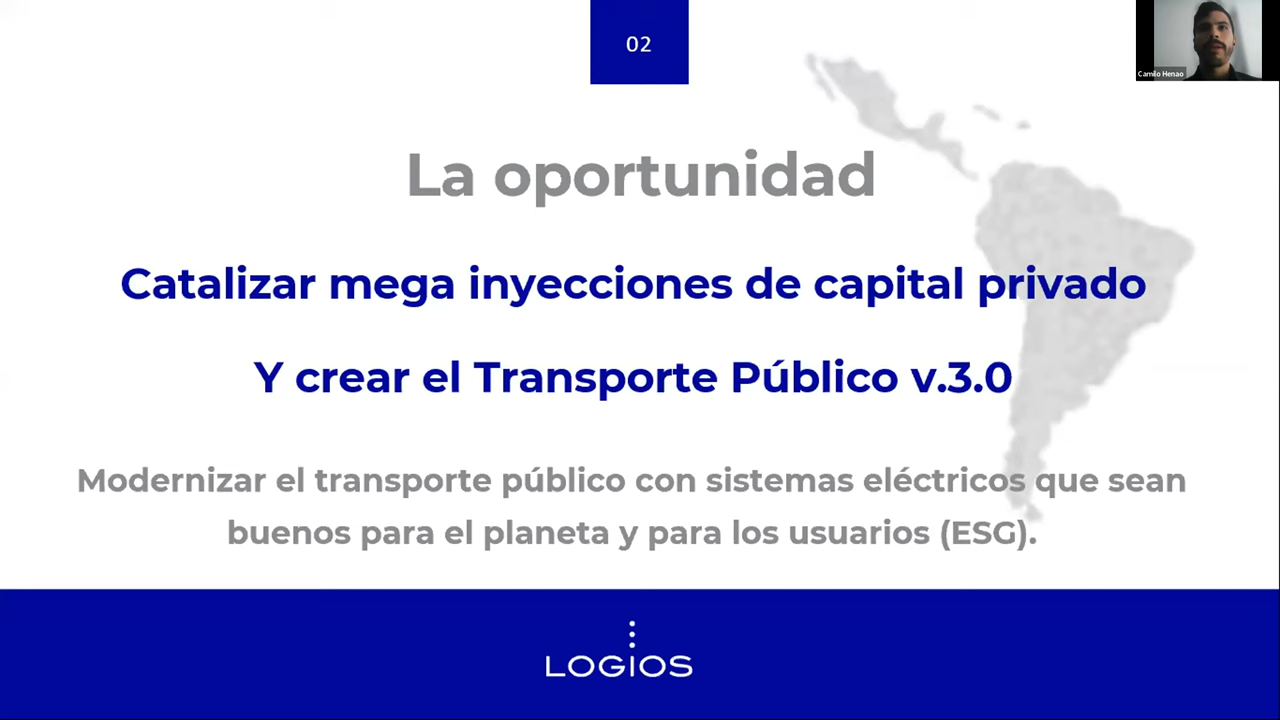 02
Camilo Henao
La oportunidad
Catalizar mega inyecciones de capital privado
Y crear el Transporte Público v.3.0
Modernizar el transporte público con sistemas eléctricos que sean
buenos para el planeta y para los usuarios (ESG).
LOGIOS